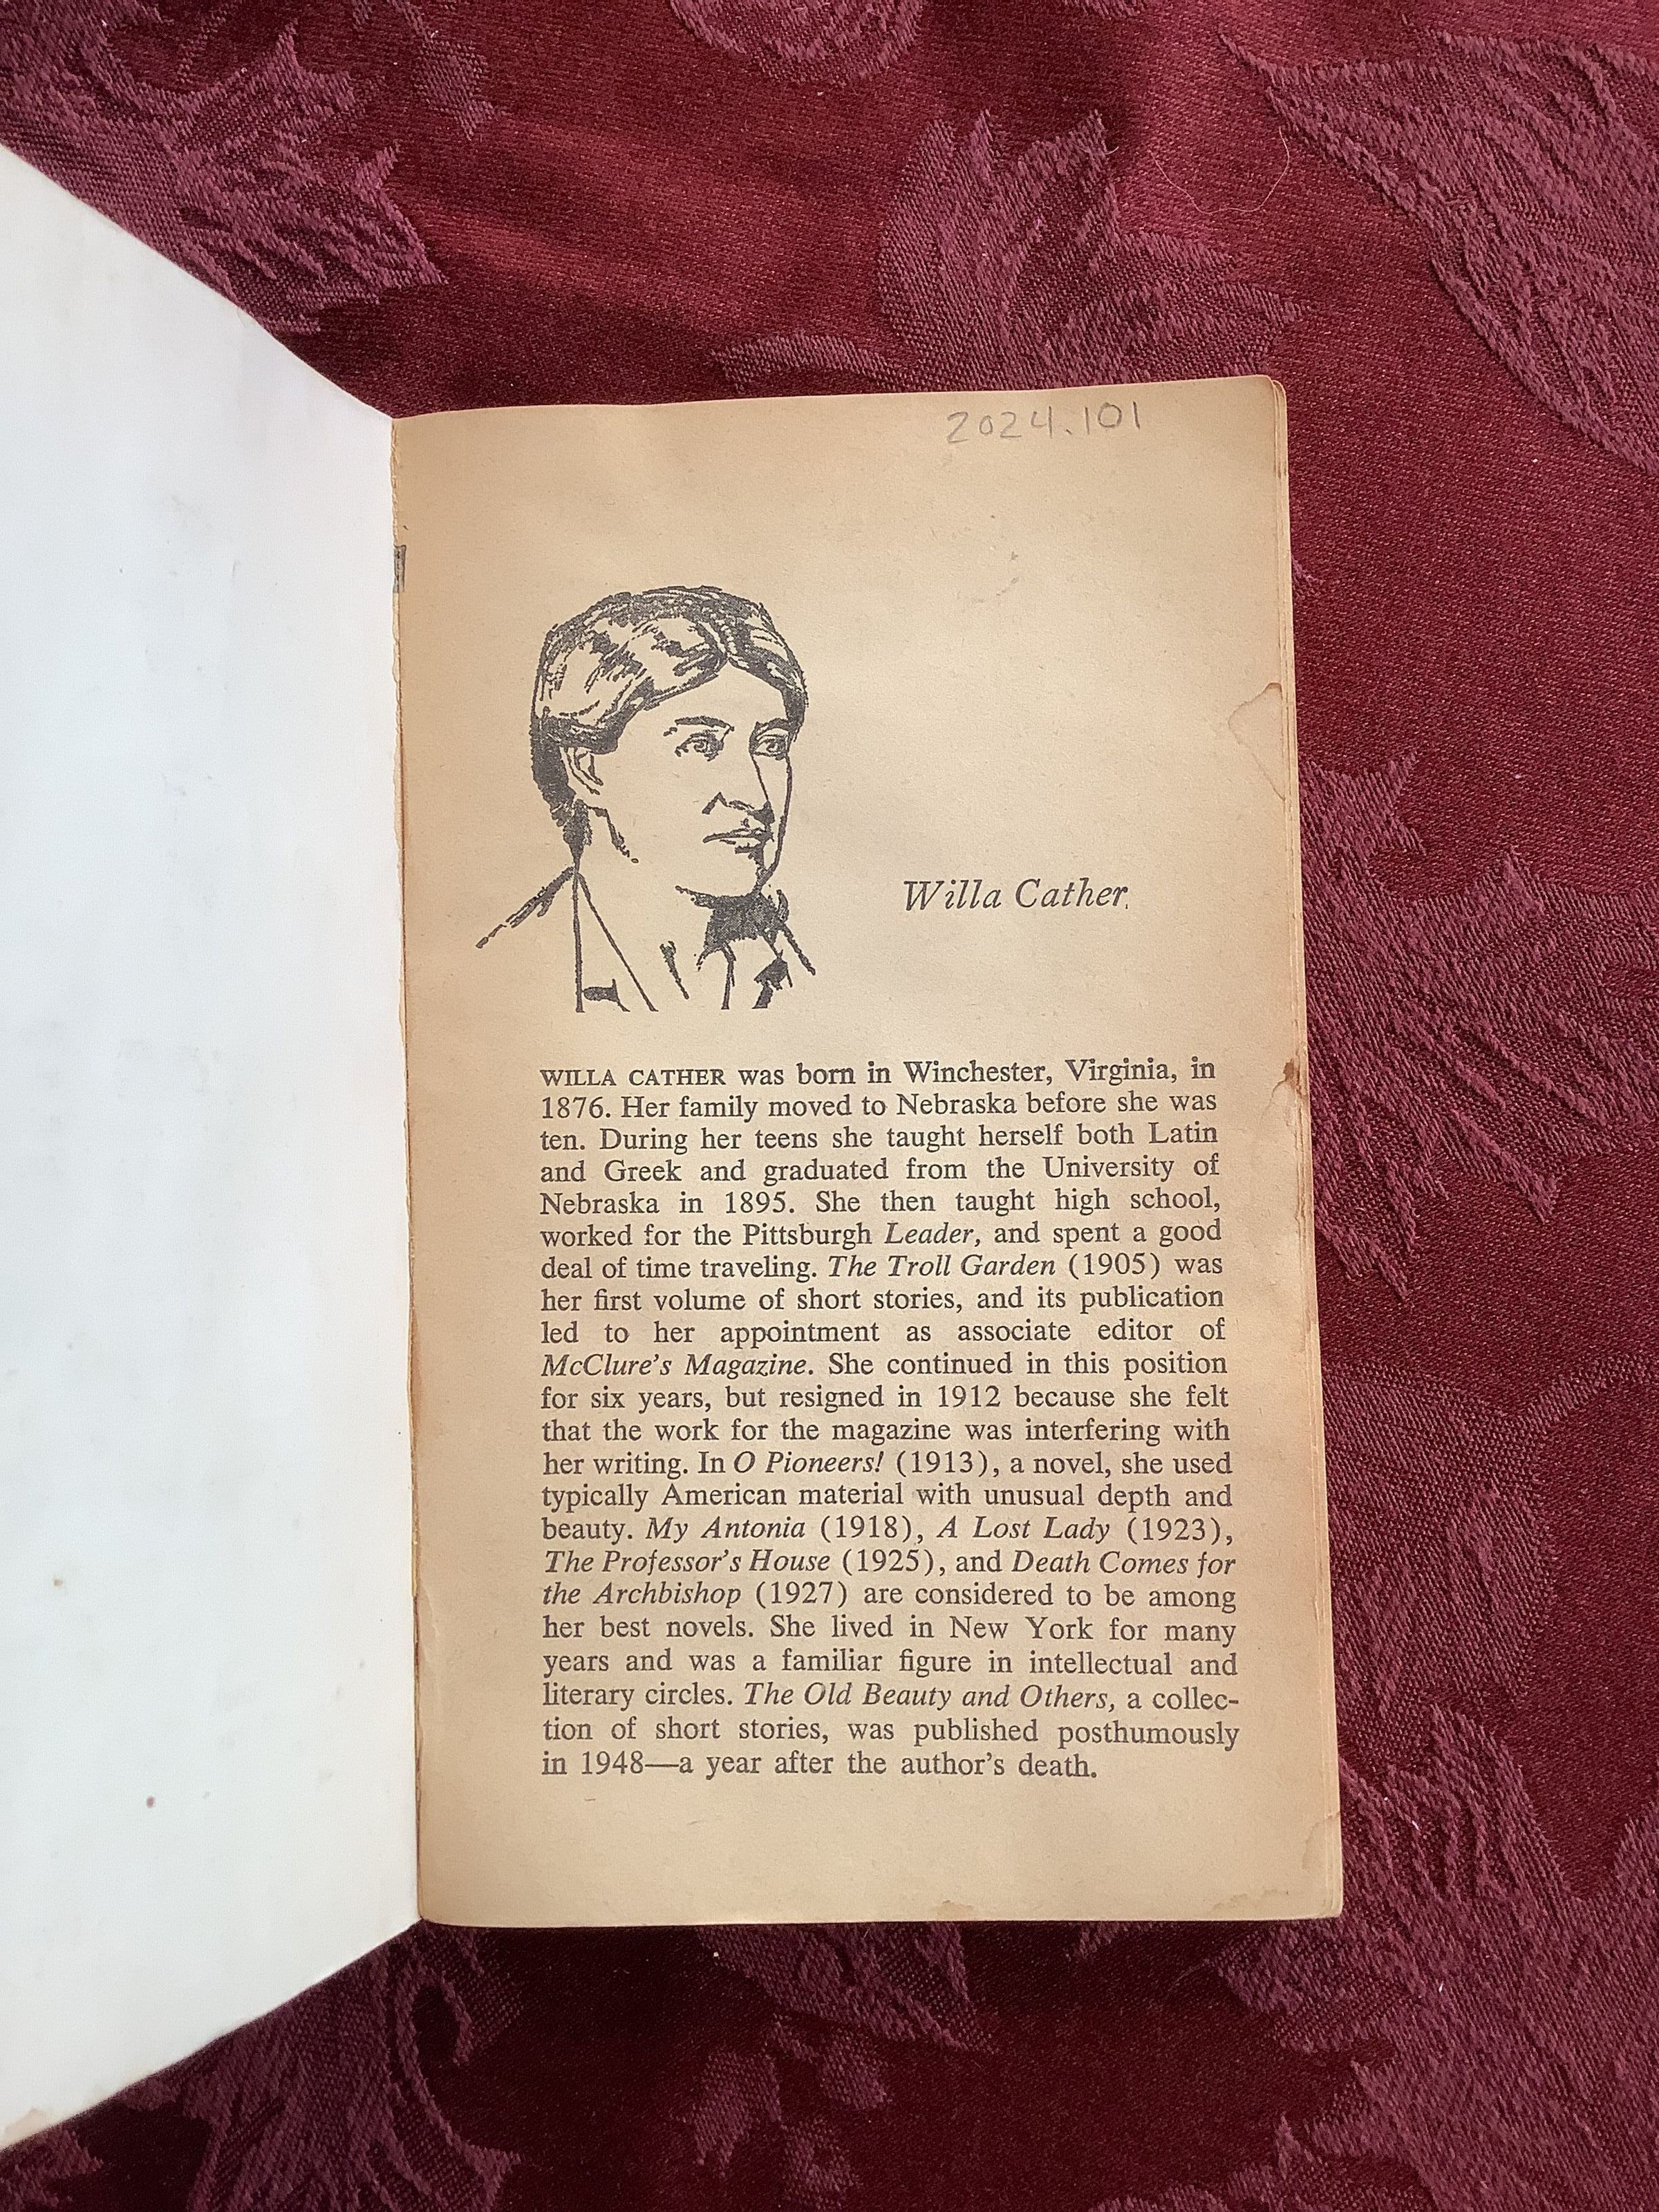 2024.101
Willa Cather
WILLA CATHER was born in Winchester, Virginia, in
1876. Her family moved to Nebraska before she was
ten. During her teens she taught herself both Latin
and Greek and graduated from the University of
Nebraska in 1895. She then taught high school,
worked for the Pittsburgh Leader, and spent a good
deal of time traveling. The Troll Garden (1905) was
her first volume of short stories, and its publication
led to her appointment as associate editor of
McClure's Magazine. She continued in this position
for six years, but resigned in 1912 because she felt
that the work for the magazine was interfering with
her writing. In O Pioneers! (1913), a novel, she used
typically American material with unusual depth and
beauty. My Antonia (1918), A Lost Lady (1923),
The Professor's House (1925), and Death Comes for
the Archbishop (1927) are considered to be among
her best novels. She lived in New York for many
years and was a familiar figure in intellectual and
literary circles. The Old Beauty and Others, a collec-
tion of short stories, was published posthumously
in 1948—a year after the author's death.